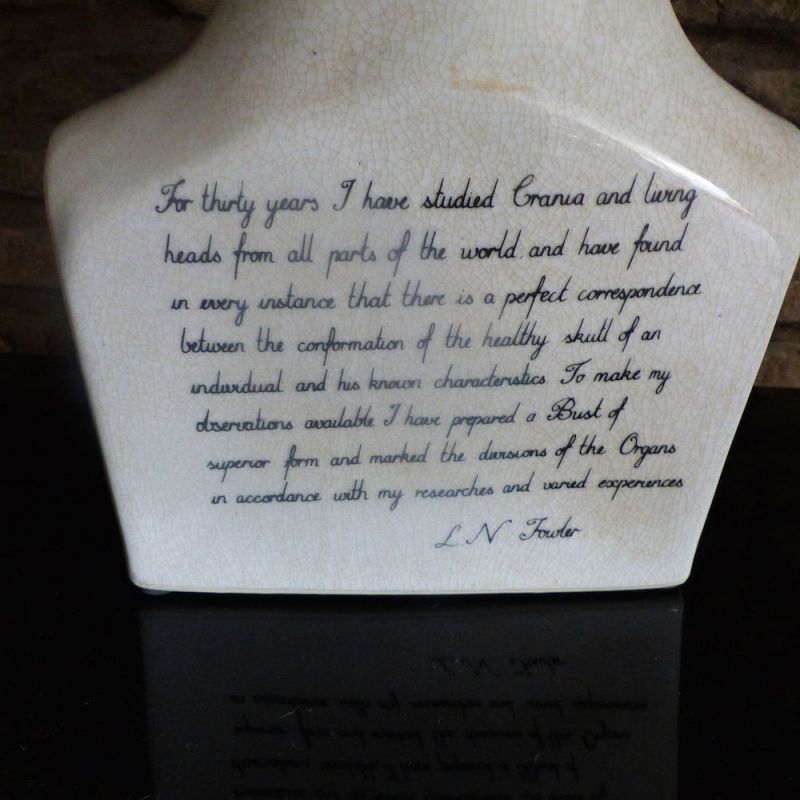 For thirty years I have studied Crania and living
heads from all parts of the world, and have found
in every instance that there is a perfect correspondence
between the conformation of the healthy skull of an
individual and his known characteristics. To make my
observations available I have prepared a Bust of
superior form and marked the divisions of the Organs
in accordance with my researches and varied experiences
L N Fowler